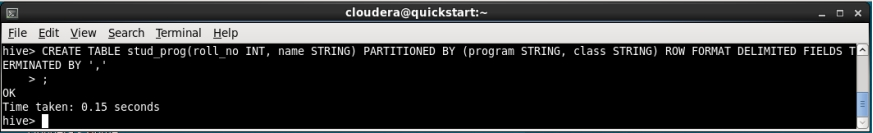 cloudera@quickstart:~
File Edit View Search Terminal Help
hive> CREATE TABLE stud_prog(roll_no INT, name STRING) PARTITIONED BY (program STRING, class STRING) ROW FORMAT DELIMITED FIELDS T
ERMINATED BY ','
    > ;
OK
Time taken: 0.15 seconds
hive>